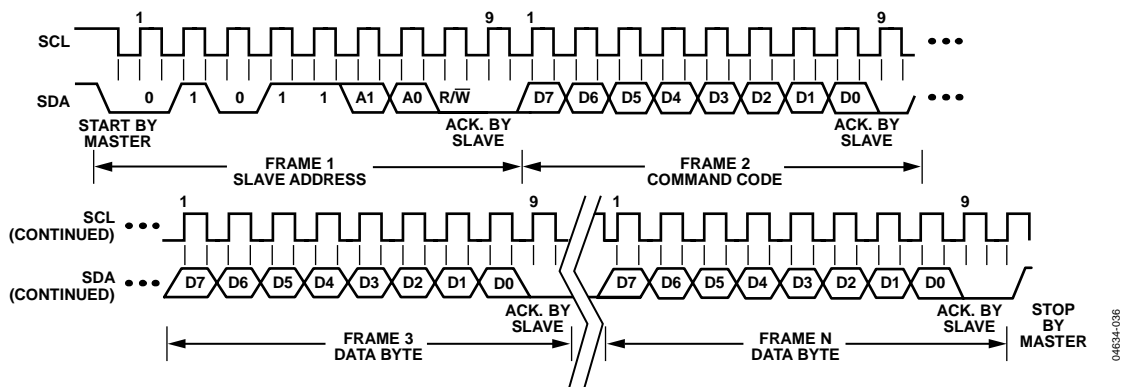 1 9 1 9
SCL
SDA 0 1 0 1 1 A1 A0 R/W̅ D7 D6 D5 D4 D3 D2 D1 D0
START BY
MASTER
ACK. BY
SLAVE
ACK. BY
SLAVE
FRAME 1
SLAVE ADDRESS
FRAME 2
COMMAND CODE
1 9 1 9
SCL
(CONTINUED)
SDA
(CONTINUED)
D7 D6 D5 D4 D3 D2 D1 D0 D7 D6 D5 D4 D3 D2 D1 D0
ACK. BY
SLAVE
ACK. BY
SLAVE
STOP
BY
MASTER
FRAME 3
DATA BYTE
FRAME N
DATA BYTE
04634-036